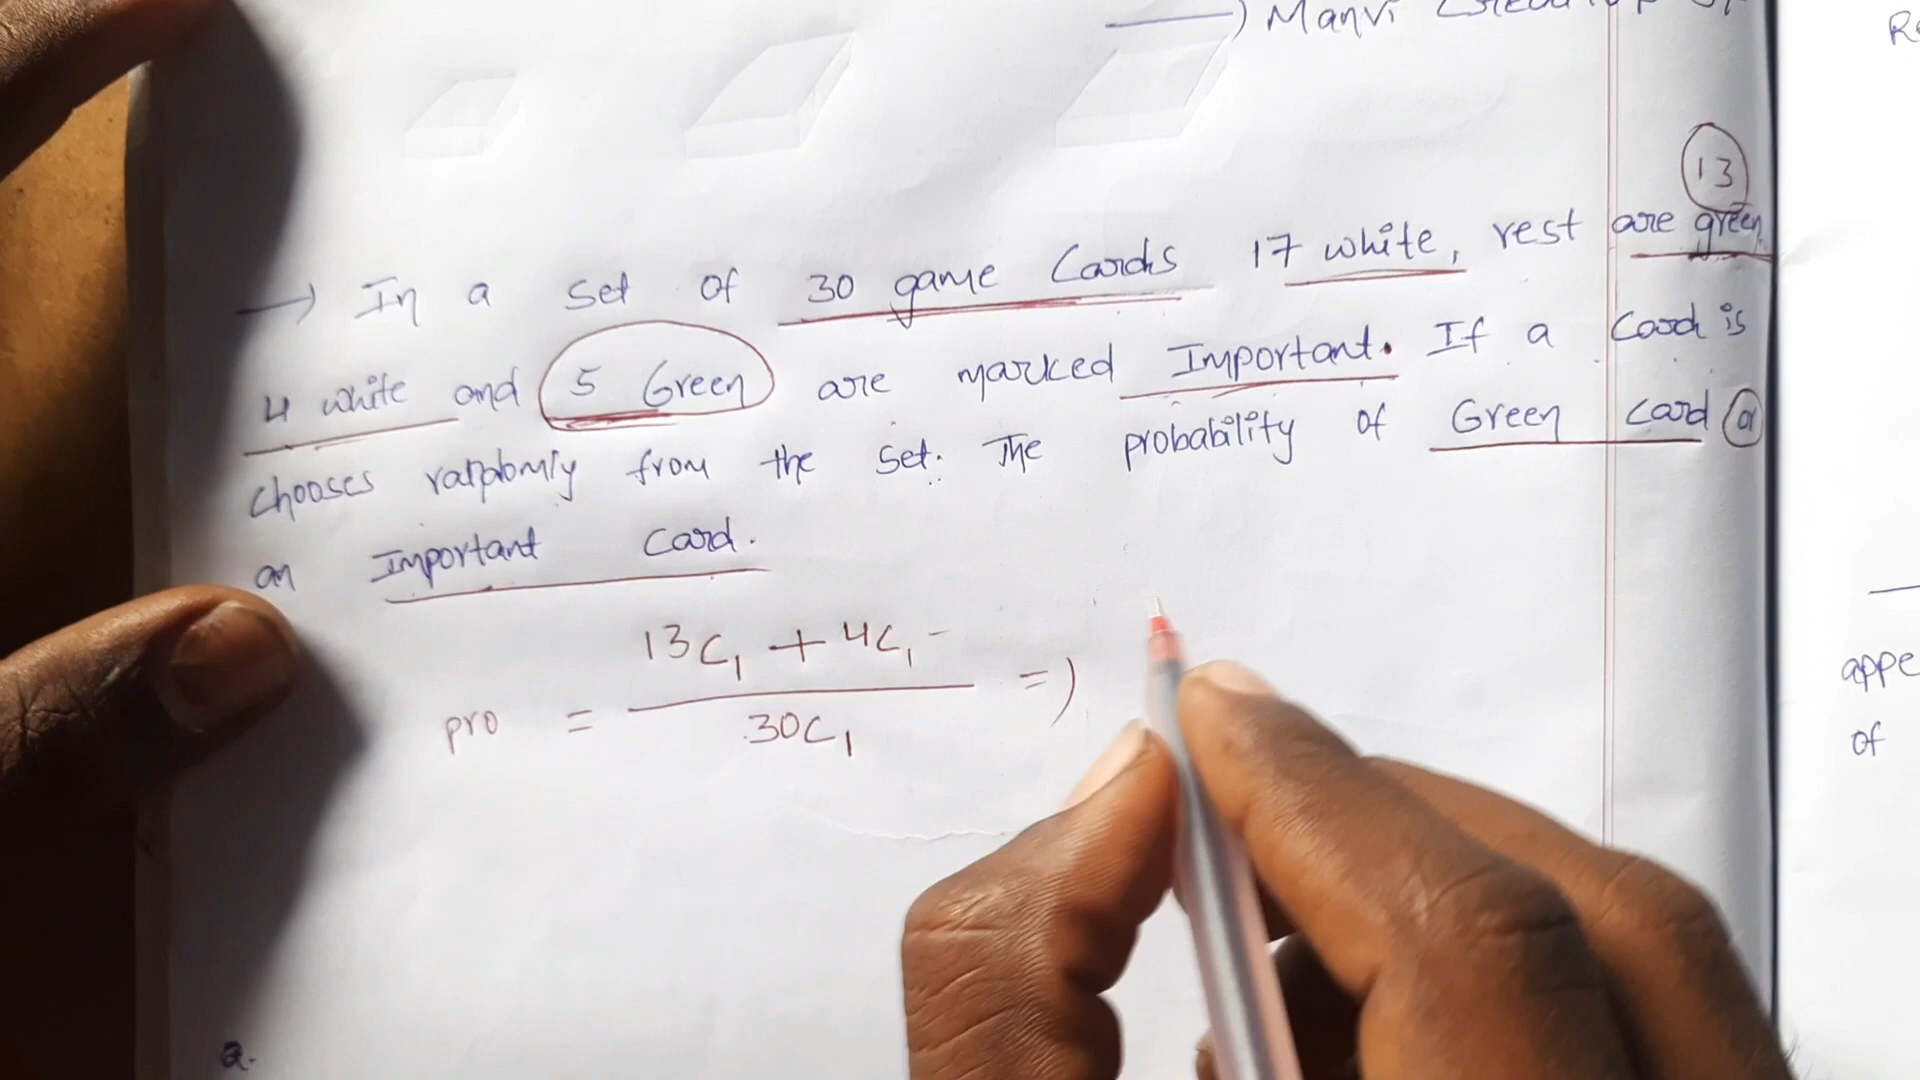 Manvi
13
→ In a set of 30 game Cards 17 white, rest are green
4 white and 5 Green are marked Important. If a Card is
chooses randomly from the set. The probability of Green card or
an Important Card.
pro = 13C₁ + 4C₁ - / 30C₁ =>
appe
of
Q.